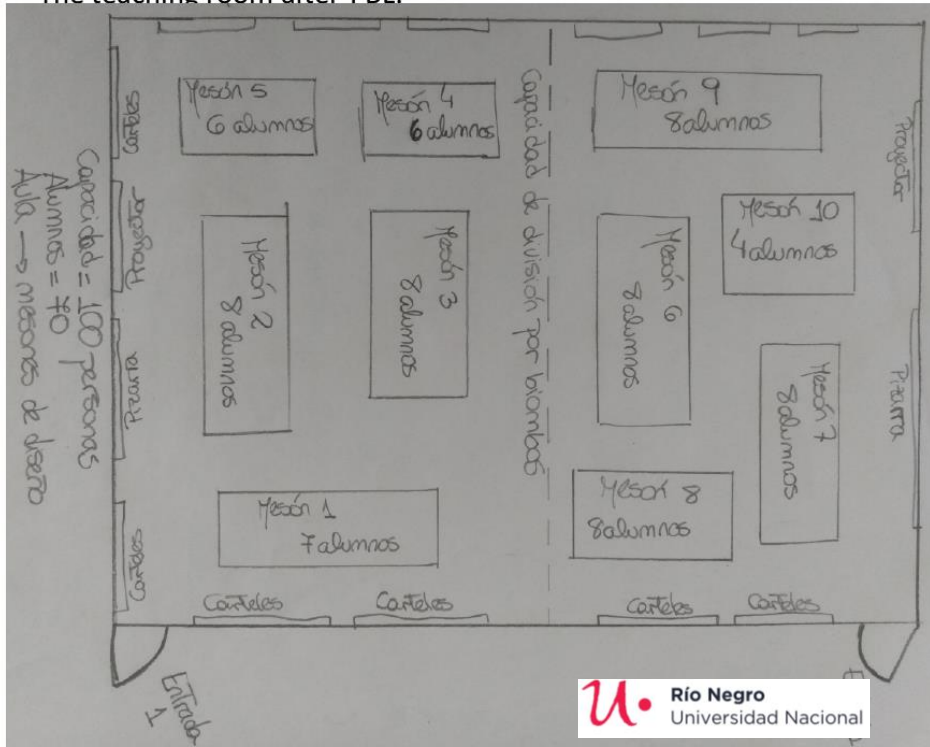 The teaching room after PBL.
Mesón 5
6 alumnos
Mesón 4
6 alumnos
Mesón 9
8 alumnos
Carteles
Proyector
Pizarra
Carteles
Capacidad = 100 personas
Alumnos = 70
Aula → mesones de diseño
Mesón 2
8 alumnos
Mesón 3
8 alumnos
Capacidad de división por biombos
Mesón 6
8 alumnos
Mesón 10
4 alumnos
Mesón 7
8 alumnos
Proyector
Pizarra
Mesón 1
7 alumnos
Mesón 8
8 alumnos
Carteles
Carteles
Carteles
Carteles
Entrada
1
Río Negro
Universidad Nacional